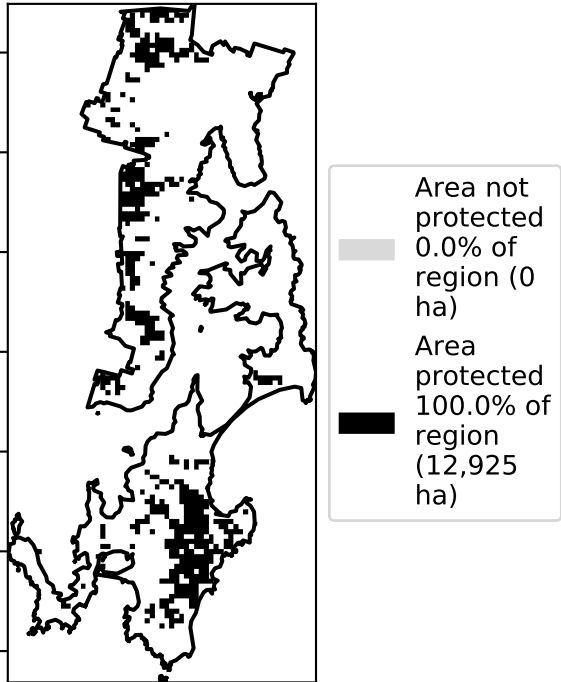 Area not
protected
0.0% of
region (0
ha)
Area
protected
100.0% of
region
(12,925
ha)